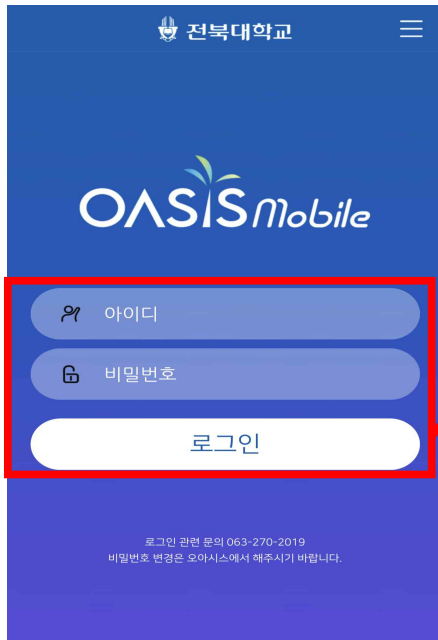 전북대학교
OASIS Mobile
아이디
비밀번호
로그인
로그인 관련 문의 063-270-2019
비밀번호 변경은 오아시스에서 해주시기 바랍니다.